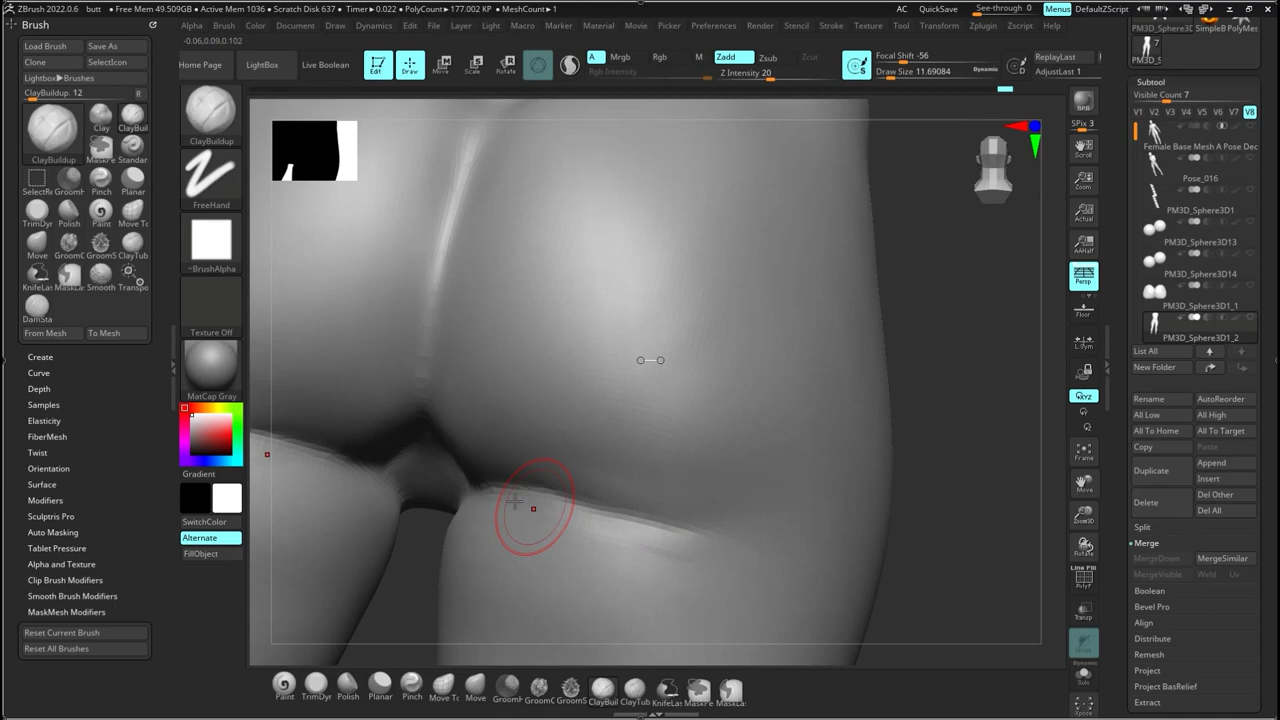 ZBrush 2022.0.6 butt • Free Mem 49.509GB • Active Mem 1036 • Scratch Disk 637 • Timer▶0.022 • PolyCount▶177.002 KP • MeshCount▶1
AC QuickSave See-through 0 Menus DefaultZScript
Brush
Alpha Brush Color Document Draw Dynamics Edit File Layer Light Macro Marker Material Movie Picker Preferences Render Stencil Stroke Texture Tool Transform Zplugin Zscript Help
-0.06,0.09,0.102
Load Brush Save As
Clone SelectIcon
Lightbox▶Brushes
ClayBuildup. 12 R
Home Page LightBox Live Boolean Edit Draw Move Scale Rotate
A Mrgb Rgb M Zadd Zsub Zcut
Rgb Intensity Z Intensity 20
Focal Shift -56
Draw Size 11.69084 Dynamic
ReplayLast
AdjustLast 1
ClayBuildup
Clay ClayBuil
MaskPe Standar
SelectRe GroomH Pinch Planar
TrimDyr Polish Paint Move To
Move GroomC GroomS ClayTub
KnifeLas MaskLas Smooth Transpo
DamSta
From Mesh To Mesh
Create
Curve
Depth
Samples
Elasticity
FiberMesh
Twist
Orientation
Surface
Modifiers
Sculptris Pro
Auto Masking
Tablet Pressure
Alpha and Texture
Clip Brush Modifiers
Smooth Brush Modifiers
MaskMesh Modifiers
Reset Current Brush
Reset All Brushes
ClayBuildup
FreeHand
~BrushAlpha
Texture Off
MatCap Gray
Gradient
SwitchColor
Alternate
FillObject
Paint TrimDyr Polish Planar Pinch Move To Move GroomH GroomC GroomS ClayBuil ClayTub KnifeLas MaskPe MaskLas
BPR
SPix 3
Scroll
Zoom
Actual
AAHalf
Persp
Floor
L.Sym
XYZ
Frame
Move
Zoom3D
Rotate
Line Fill
PolyF
Transp
Dynamic
Solo
Xpose
PM3D_Sphere3D SimpleB PolyMes
7
PM3D_S
Subtool
Visible Count 7
V1 V2 V3 V4 V5 V6 V7 V8
Female Base Mesh A Pose Dec
Pose_016
PM3D_Sphere3D1
PM3D_Sphere3D13
PM3D_Sphere3D14
PM3D_Sphere3D1_1
PM3D_Sphere3D1_2
List All
New Folder
Rename AutoReorder
All Low All High
All To Home All To Target
Copy Paste
Duplicate Append
Insert
Delete Del Other
Del All
Split
Merge
MergeDown MergeSimilar
MergeVisible Weld Uv
Boolean
Bevel Pro
Align
Distribute
Remesh
Project
Project BasRelief
Extract